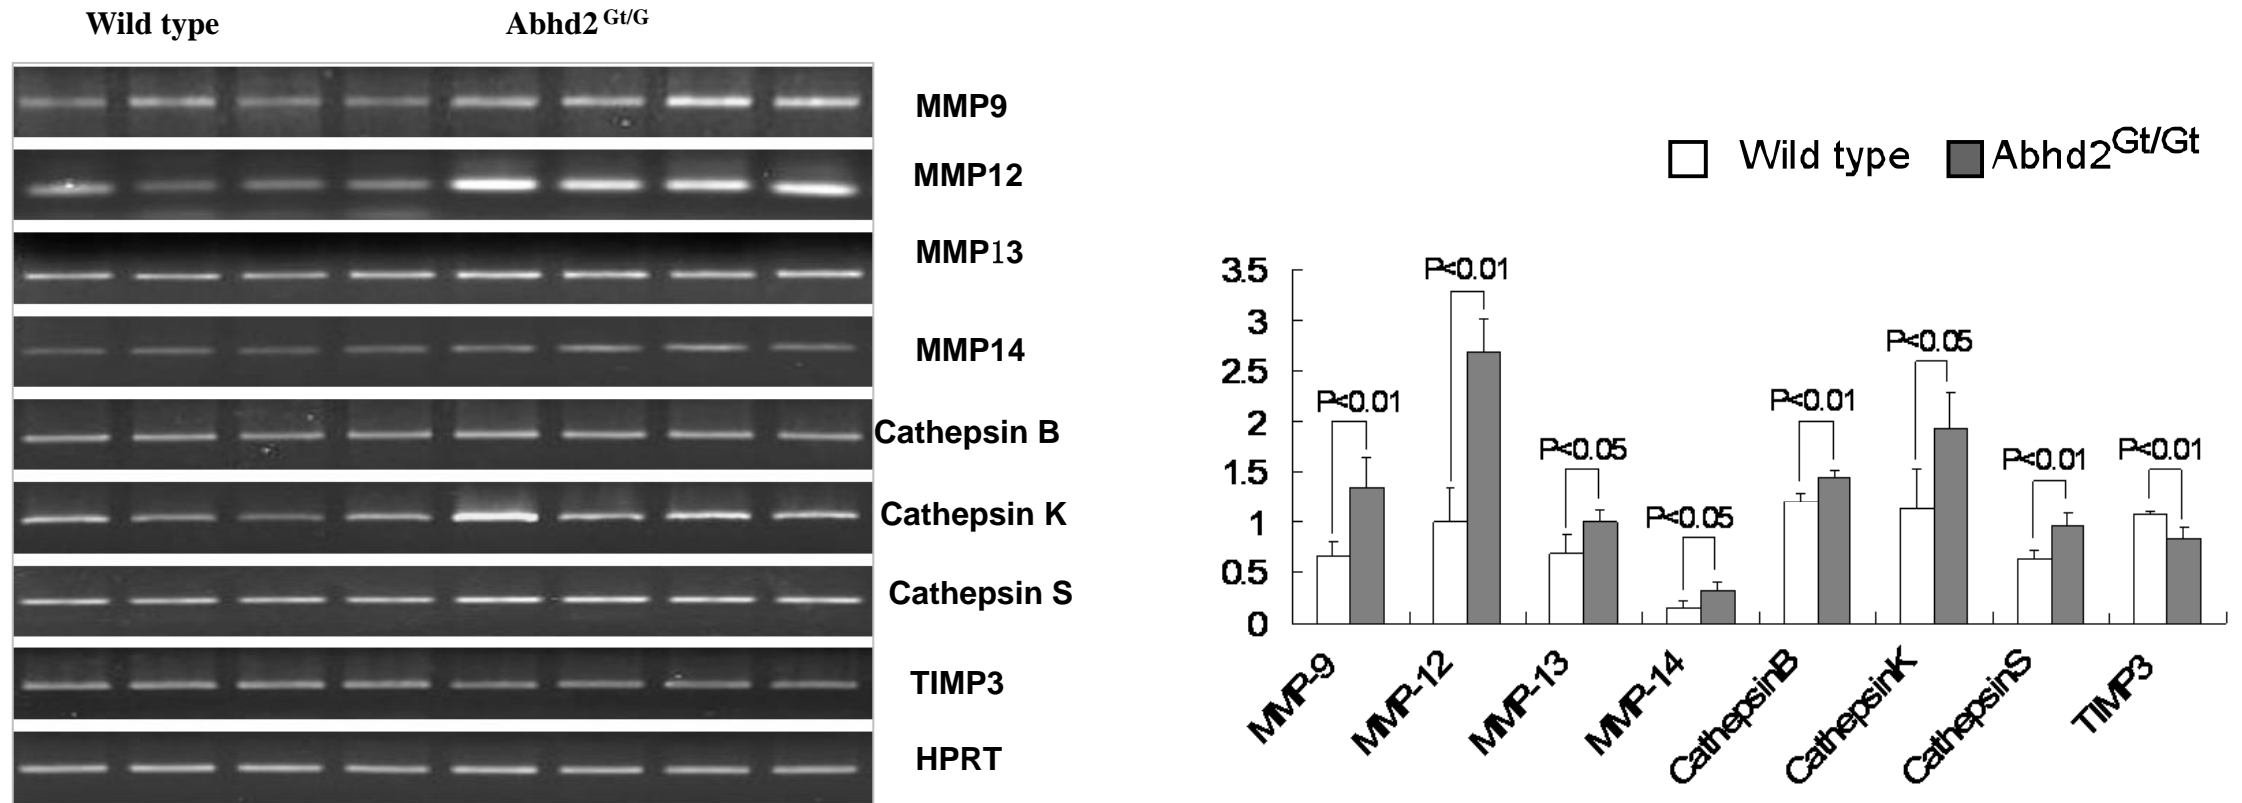 Wild type
Abhd2 Gt/G
MMP9
MMP12
MMP13
MMP14
Cathepsin B
Cathepsin K
Cathepsin S
TIMP3
HPRT
Wild type
Abhd2Gt/Gt
3.5
3
2.5
2
1.5
1
0.5
0
P<0.01
P<0.01
P<0.05
P<0.05
P<0.01
P<0.05
P<0.01
P<0.01
MMP-9
MMP-12
MMP-13
MMP-14
CathepsinB
CathepsinK
CathepsinS
TIMP3